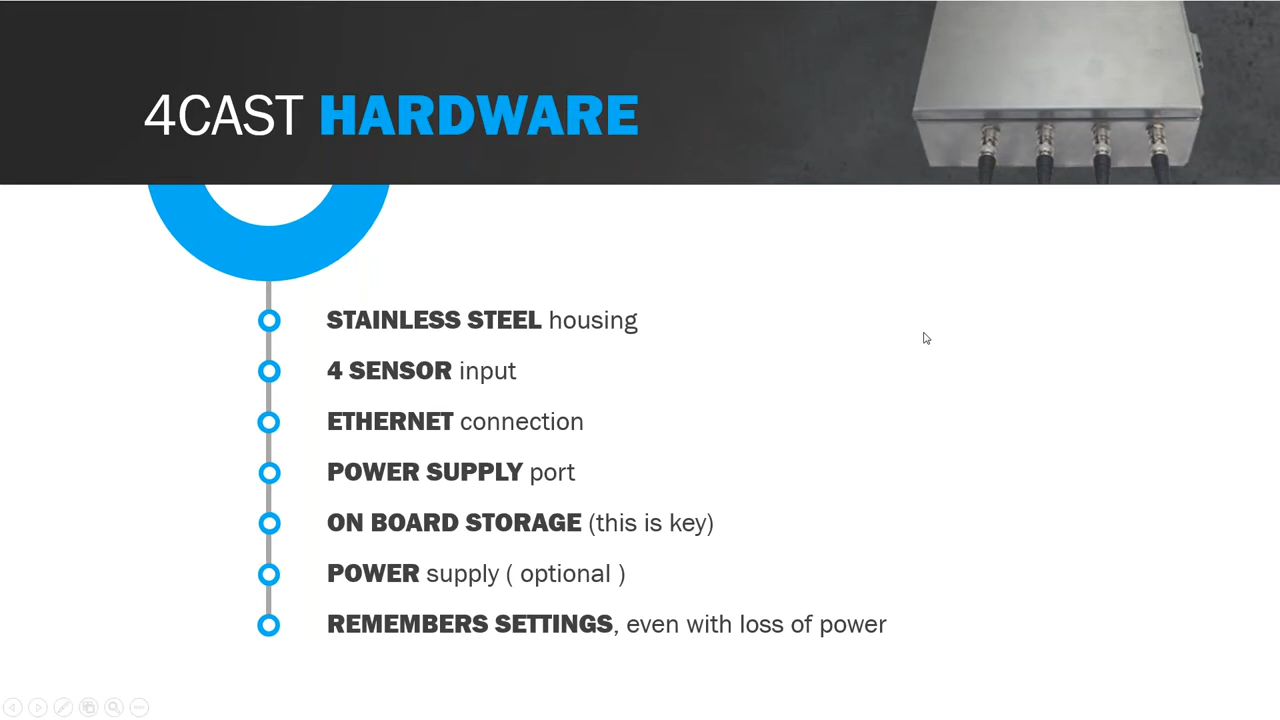 4CAST HARDWARE
STAINLESS STEEL housing
4 SENSOR input
ETHERNET connection
POWER SUPPLY port
ON BOARD STORAGE (this is key)
POWER supply ( optional )
REMEMBERS SETTINGS, even with loss of power